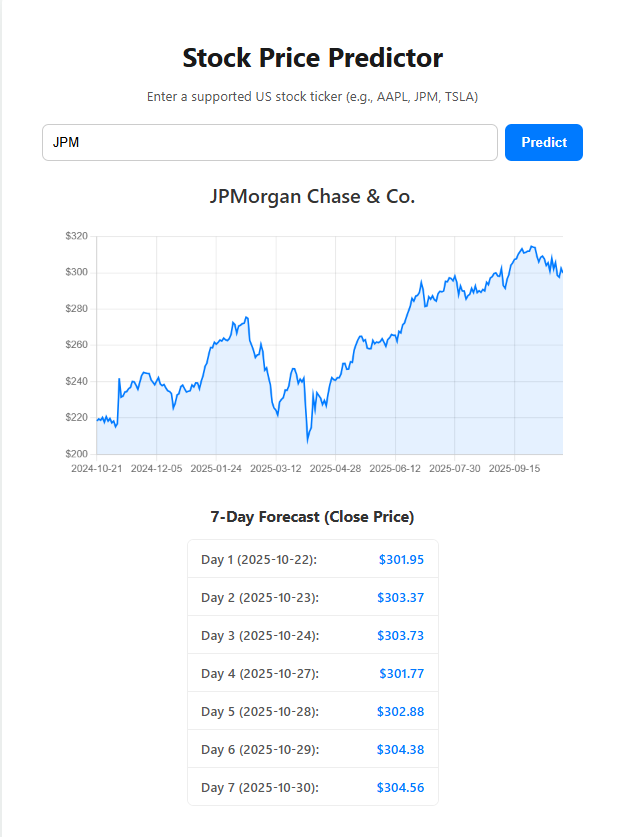 Stock Price Predictor
Enter a supported US stock ticker (e.g., AAPL, JPM, TSLA)
JPM
Predict
JPMorgan Chase & Co.
$320
$300
$280
$260
$240
$220
$200
2024-10-21 2024-12-05 2025-01-24 2025-03-12 2025-04-28 2025-06-12 2025-07-30 2025-09-15
7-Day Forecast (Close Price)
Day 1 (2025-10-22): $301.95
Day 2 (2025-10-23): $303.37
Day 3 (2025-10-24): $303.73
Day 4 (2025-10-27): $301.77
Day 5 (2025-10-28): $302.88
Day 6 (2025-10-29): $304.38
Day 7 (2025-10-30): $304.56